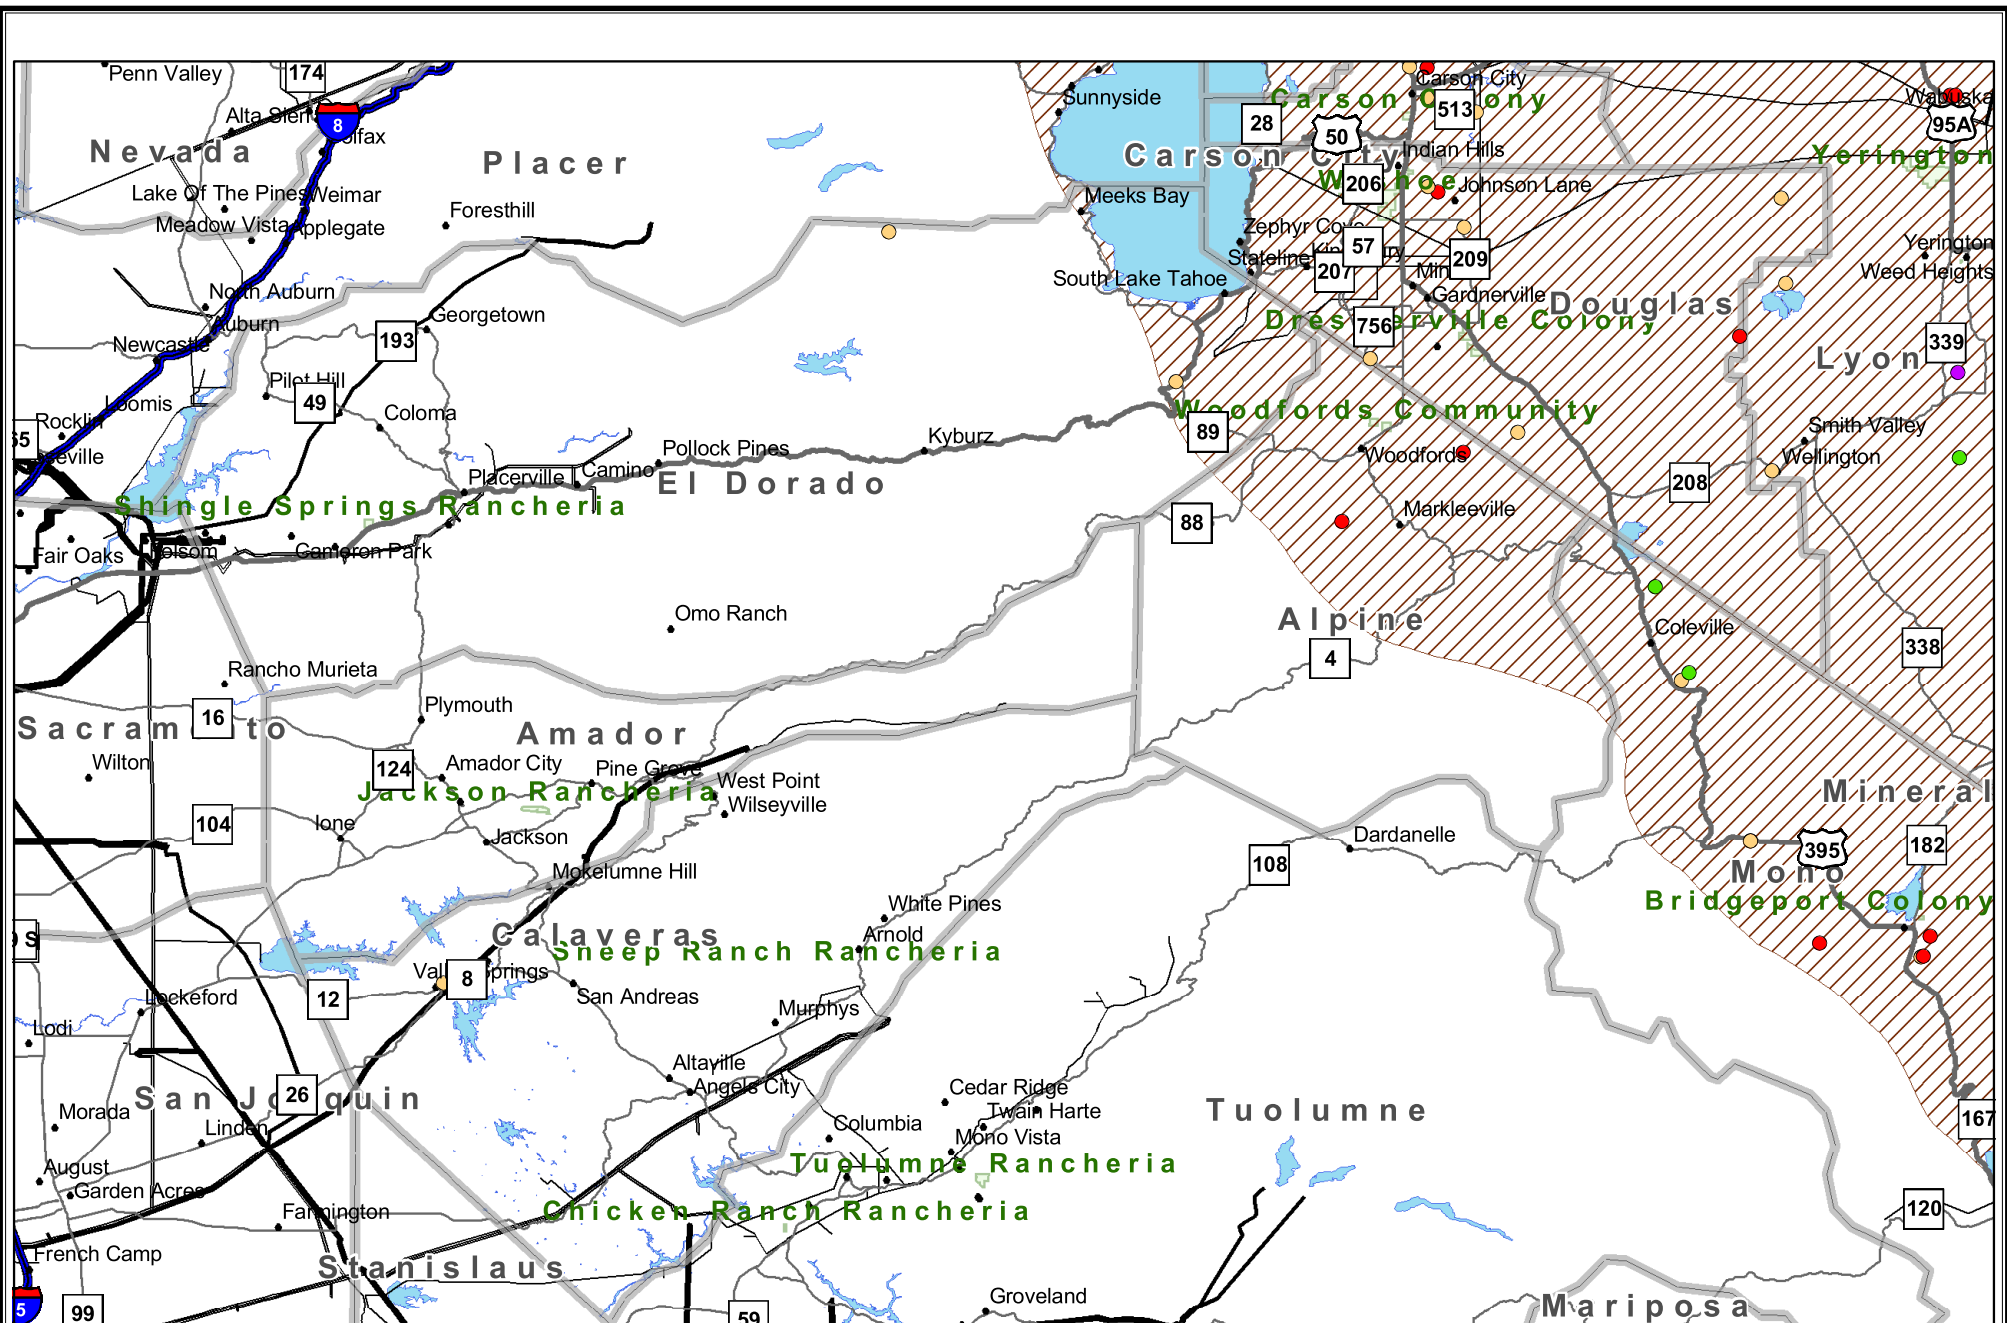 Penn Valley
174
Sunnyside
Carson City
Carson Colony
Wabuska
Alta Sierra
8
Colfax
28
50
513
95A
Nevada
Placer
Carson City
Indian Hills
Yerington
Lake Of The Pines
Weimar
Meeks Bay
206
Washoe
Johnson Lane
Meadow Vista
Applegate
Foresthill
Zephyr Cove
57
Yerington
Stateline
207
209
Weed Heights
South Lake Tahoe
North Auburn
Gardnerville
Douglas
Auburn
193
Georgetown
Dresslerville Colony
756
Newcastle
339
Lyon
Pilot Hill
49
Loomis
Coloma
Woodfords Community
Rocklin
65
89
Smith Valley
Kyburz
Pollock Pines
Woodfords
Wellington
Placerville
Camino
El Dorado
208
Shingle Springs Rancheria
Markleeville
88
Fair Oaks
Folsom
Cameron Park
Omo Ranch
Alpine
Coleville
4
338
Rancho Murieta
Plymouth
16
Sacramento
Amador
Wilton
124
Amador City
Pine Grove
West Point
Jackson Rancheria
Wilseyville
Mineral
104
Ione
Jackson
Dardanelle
108
395
182
Mono
Mokelumne Hill
Bridgeport Colony
White Pines
Calaveras
Arnold
Sneep Ranch Rancheria
Valley Springs
8
12
Lockeford
San Andreas
Murphys
Lodi
Altaville
Angels City
Cedar Ridge
26
San Joaquin
Morada
Twain Harte
Tuolumne
167
Linden
Columbia
Mono Vista
August
Tuolumne Rancheria
Garden Acres
Farmington
Chicken Ranch Rancheria
120
French Camp
Stanislaus
5
99
59
Groveland
Mariposa